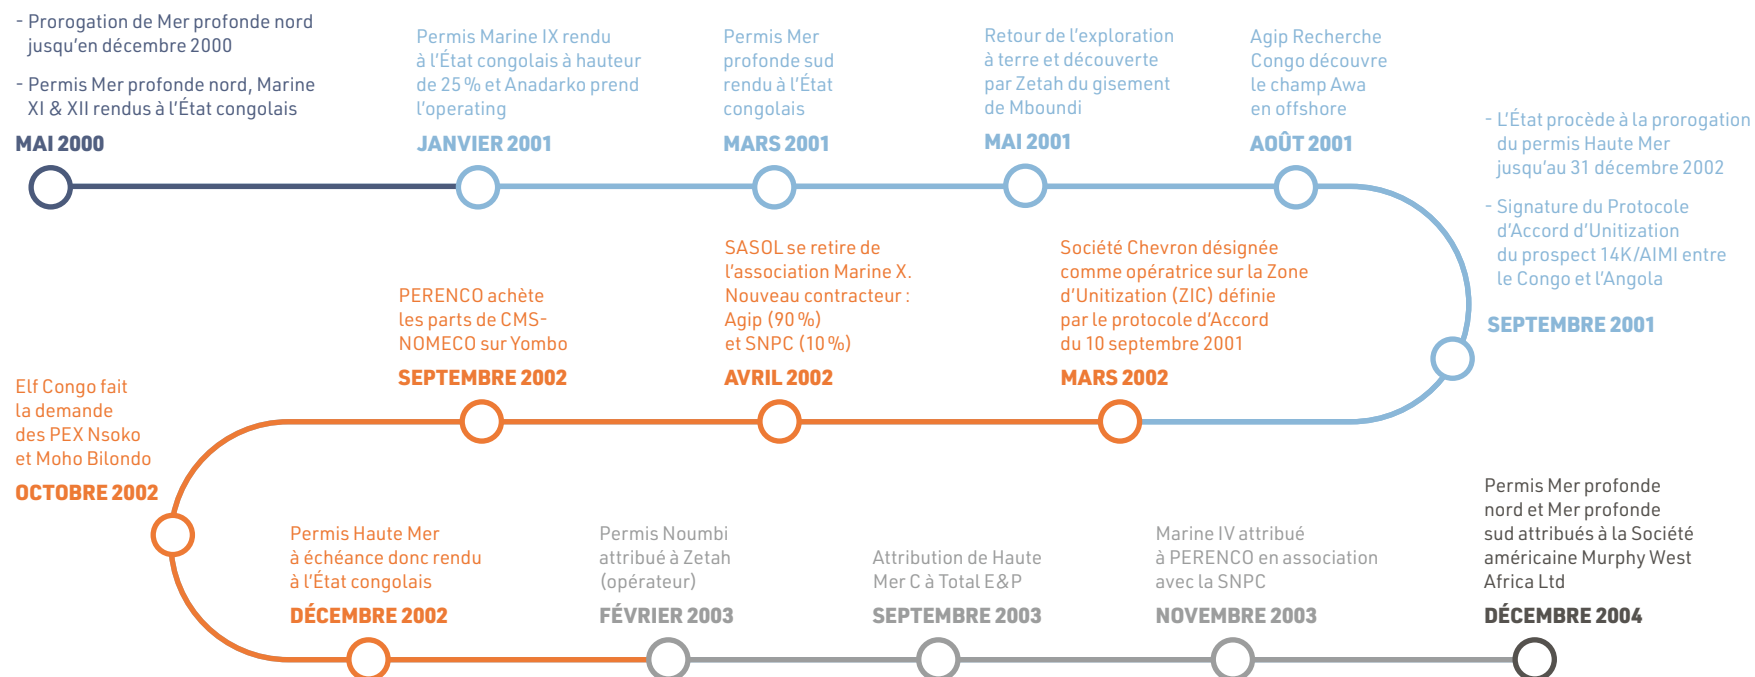 - Prorogation de Mer profonde nord
jusqu'en décembre 2000
- Permis Mer profonde nord, Marine
XI & XII rendus à l'État congolais
MAI 2000
Permis Marine IX rendu
à l'État congolais à hauteur
de 25 % et Anadarko prend
l'operating
JANVIER 2001
Permis Mer
profonde sud
rendu à l'État
congolais
MARS 2001
Retour de l'exploration
à terre et découverte
par Zetah du gisement
de Mboundi
MAI 2001
Agip Recherche
Congo découvre
le champ Awa
en offshore
AOÛT 2001
- L'État procède à la prorogation
du permis Haute Mer
jusqu'au 31 décembre 2002
- Signature du Protocole
d'Accord d'Unitization
du prospect 14K/AIMI entre
le Congo et l'Angola
SEPTEMBRE 2001
Société Chevron désignée
comme opératrice sur la Zone
d'Unitization (ZIC) définie
par le protocole d'Accord
du 10 septembre 2001
MARS 2002
SASOL se retire de
l'association Marine X.
Nouveau contracteur :
Agip (90 %)
et SNPC (10 %)
AVRIL 2002
PERENCO achète
les parts de CMS-
NOMECO sur Yombo
SEPTEMBRE 2002
Elf Congo fait
la demande
des PEX Nsoko
et Moho Bilondo
OCTOBRE 2002
Permis Haute Mer
à échéance donc rendu
à l'État congolais
DÉCEMBRE 2002
Permis Noumbi
attribué à Zetah
(opérateur)
FÉVRIER 2003
Attribution de Haute
Mer C à Total E&P
SEPTEMBRE 2003
Marine IV attribué
à PERENCO en association
avec la SNPC
NOVEMBRE 2003
Permis Mer profonde
nord et Mer profonde
sud attribués à la Société
américaine Murphy West
Africa Ltd
DÉCEMBRE 2004